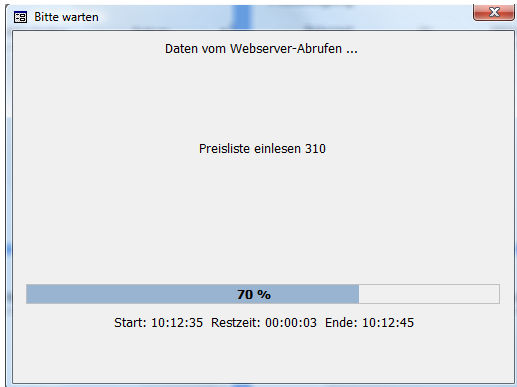 Bitte warten
Daten vom Webserver-Abrufen ...
Preisliste einlesen 310
70 %
Start: 10:12:35 Restzeit: 00:00:03 Ende: 10:12:45